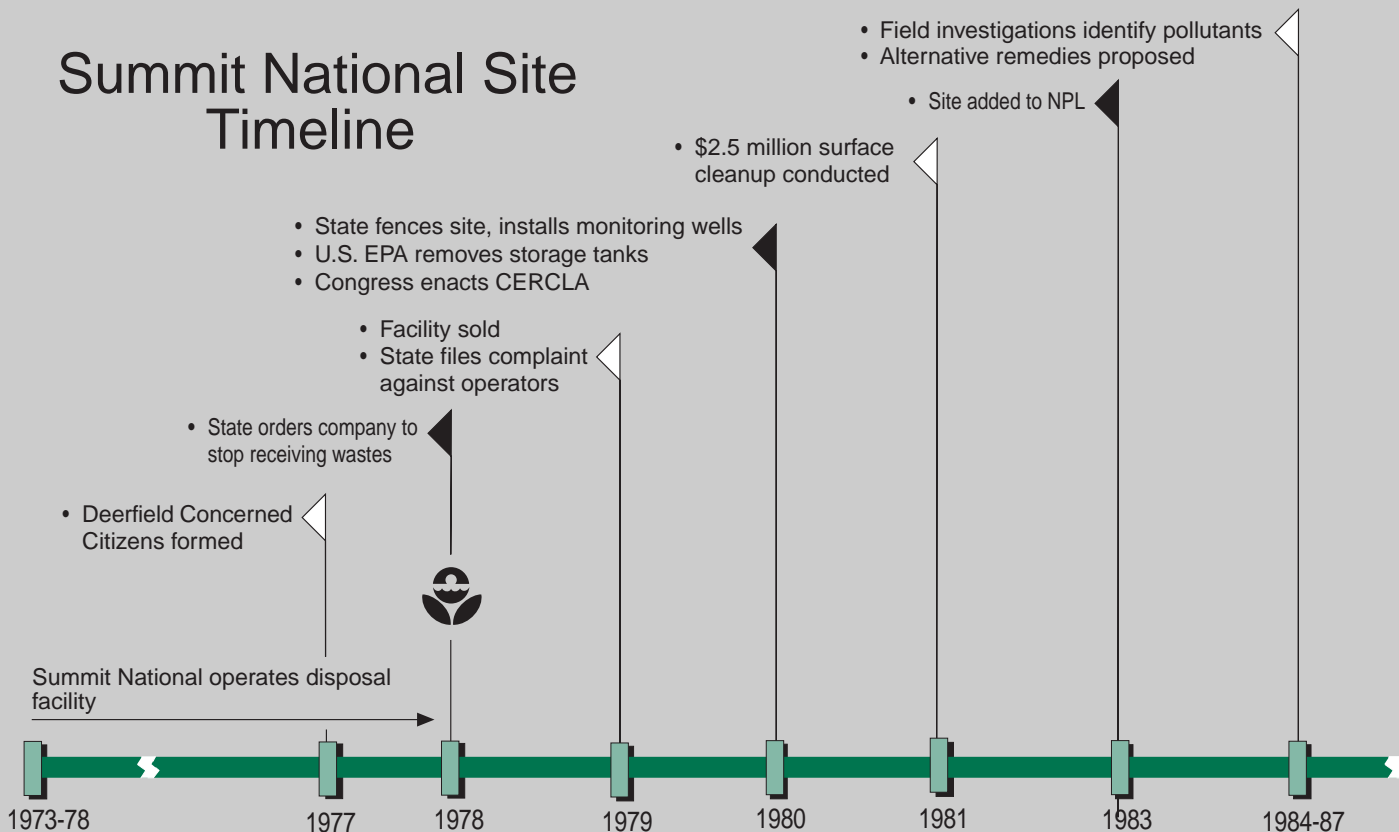 Summit National Site
Timeline
• Field investigations identify pollutants
• Alternative remedies proposed
• Site added to NPL
• $2.5 million surface
cleanup conducted
• State fences site, installs monitoring wells
• U.S. EPA removes storage tanks
• Congress enacts CERCLA
• Facility sold
• State files complaint
against operators
• State orders company to
stop receiving wastes
• Deerfield Concerned
Citizens formed
Summit National operates disposal
facility
1973-78
1977
1978
1979
1980
1981
1983
1984-87